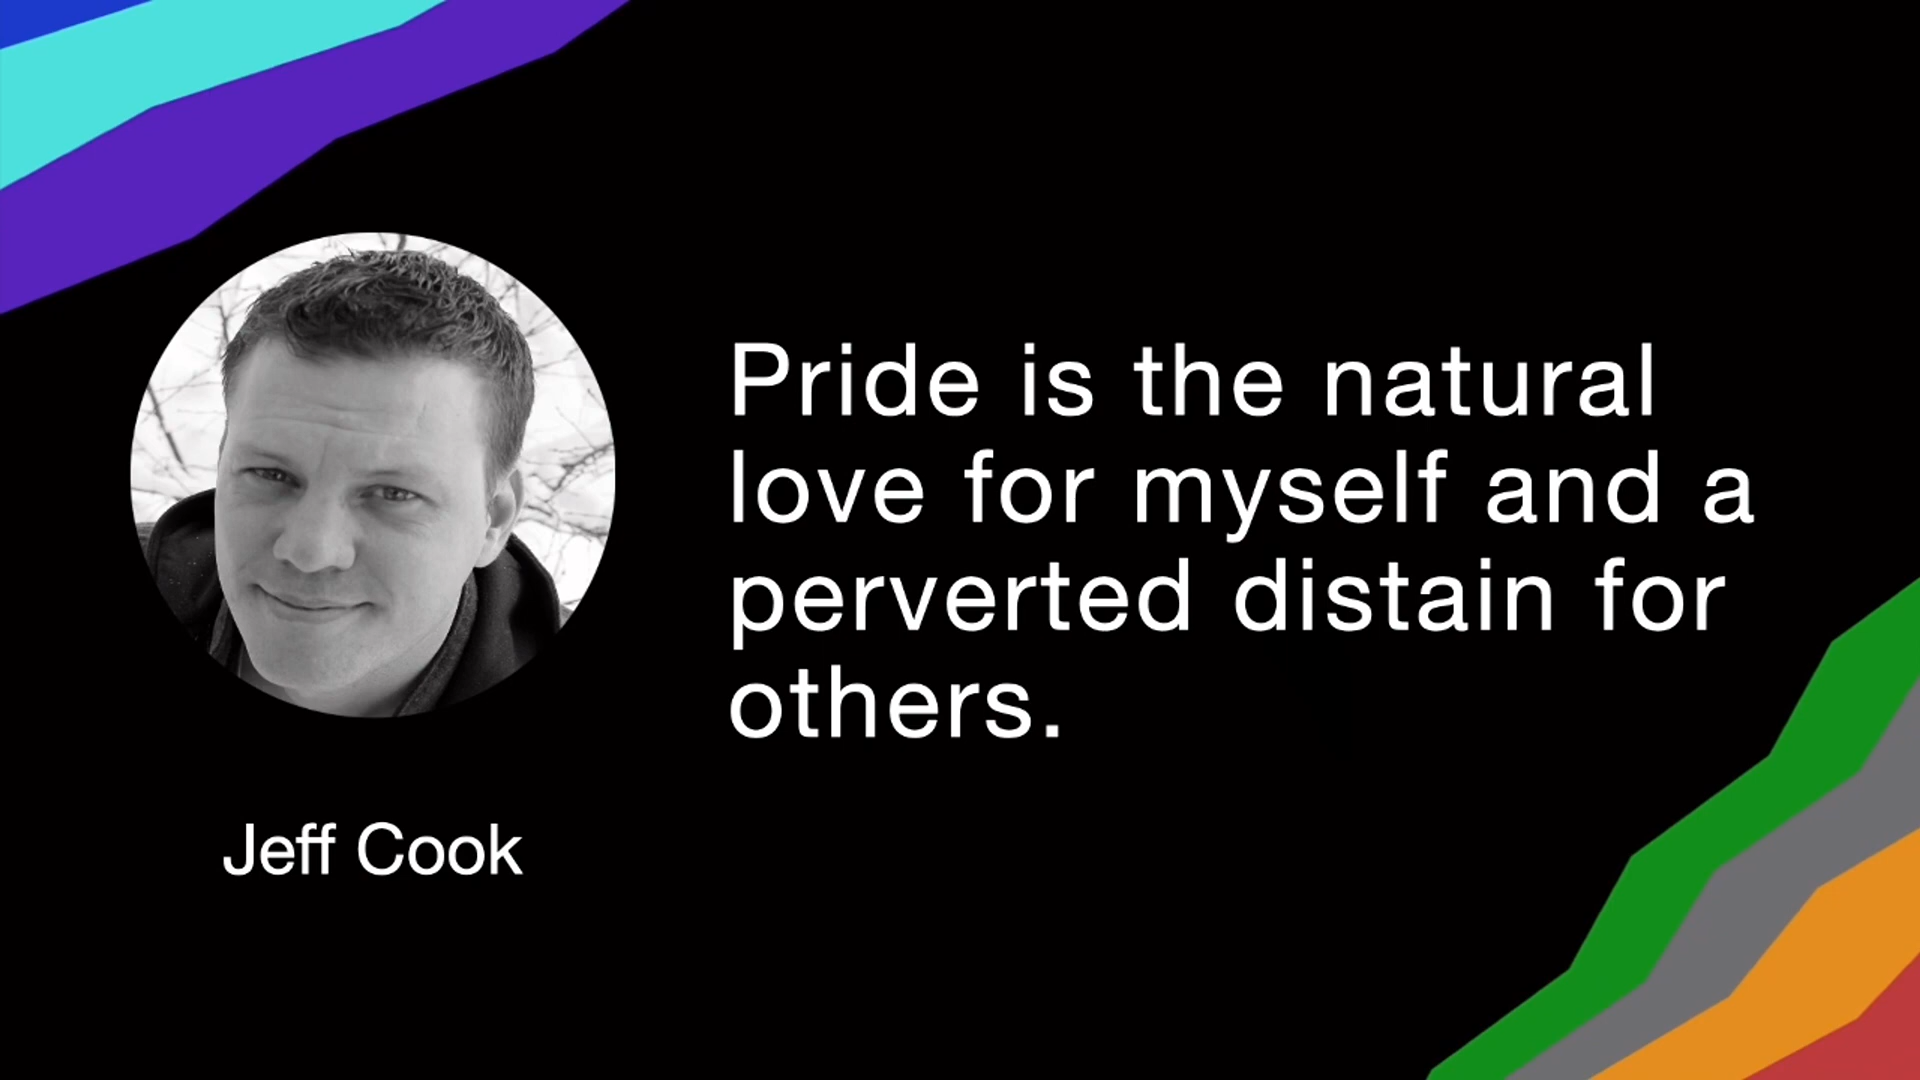 Pride is the natural
love for myself and a
perverted distain for
others.
Jeff Cook